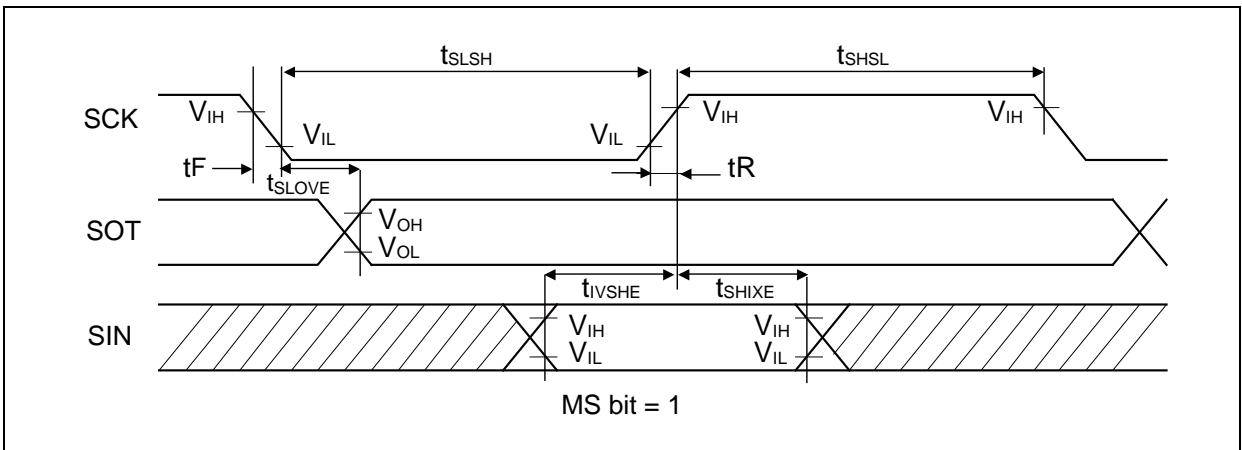 tSLSH tSHSL
SCK VIH VIL VIL VIH VIH
tF tSLOVE tR
SOT VOH
VOL
tIVSHE tSHIXE
SIN VIH VIH
VIL VIL
MS bit = 1